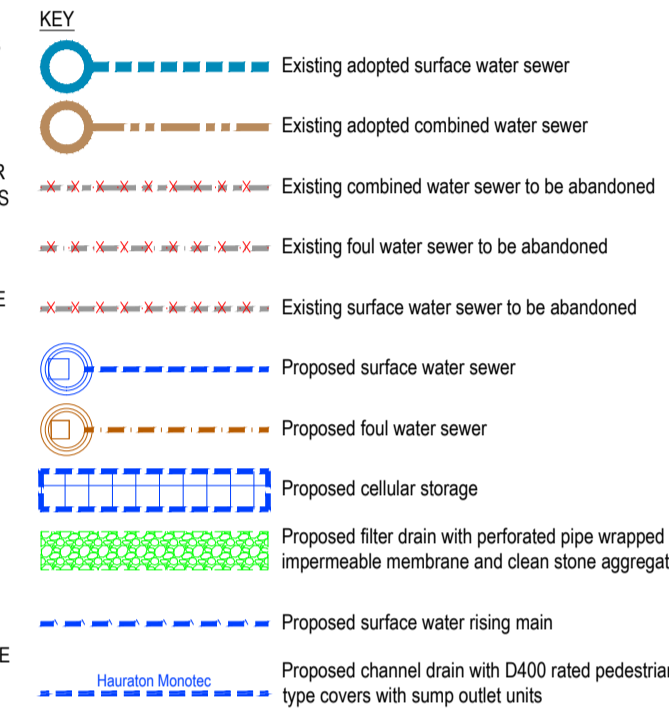 KEY
Existing adopted surface water sewer
Existing adopted combined water sewer
R
S
Existing combined water sewer to be abandoned
Existing foul water sewer to be abandoned
E
Existing surface water sewer to be abandoned
Proposed surface water sewer
Proposed foul water sewer
Proposed cellular storage
Proposed filter drain with perforated pipe wrapped
impermeable membrane and clean stone aggregat
Proposed surface water rising main
E
Hauraton Monotec
Proposed channel drain with D400 rated pedestrian
type covers with sump outlet units